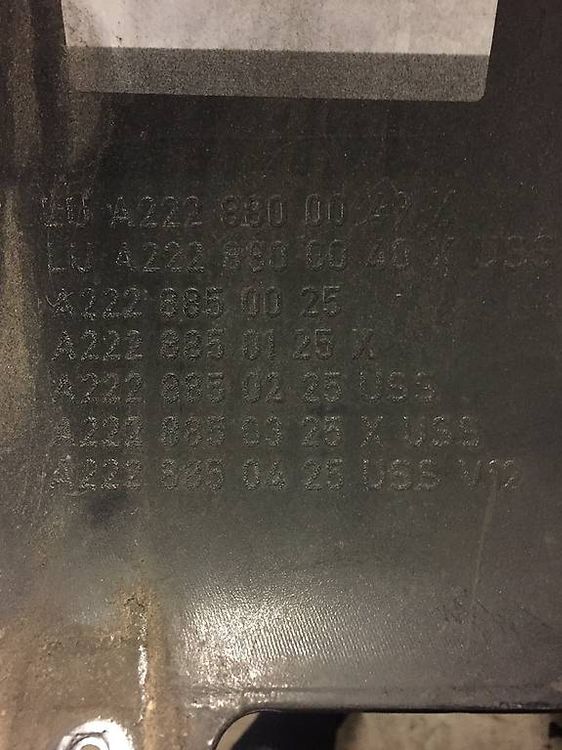 LU A222 880 00 X
LU A222 880 00 40 X USS
A222 885 00 25
A222 885 01 25 X
A222 885 02 25 USS
A222 885 03 25 X USS
A222 885 04 25 USS V12